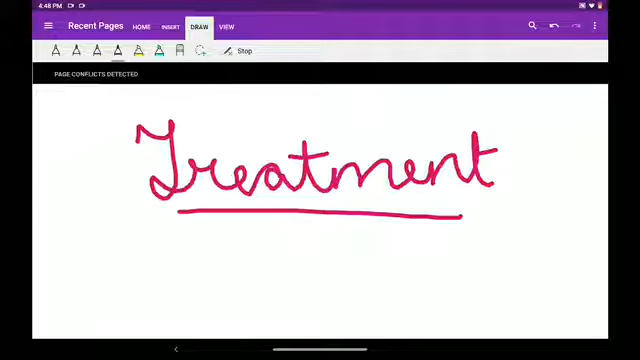 4:48 PM
Recent Pages HOME INSERT DRAW VIEW
Stop
PAGE CONFLICTS DETECTED
Treatment